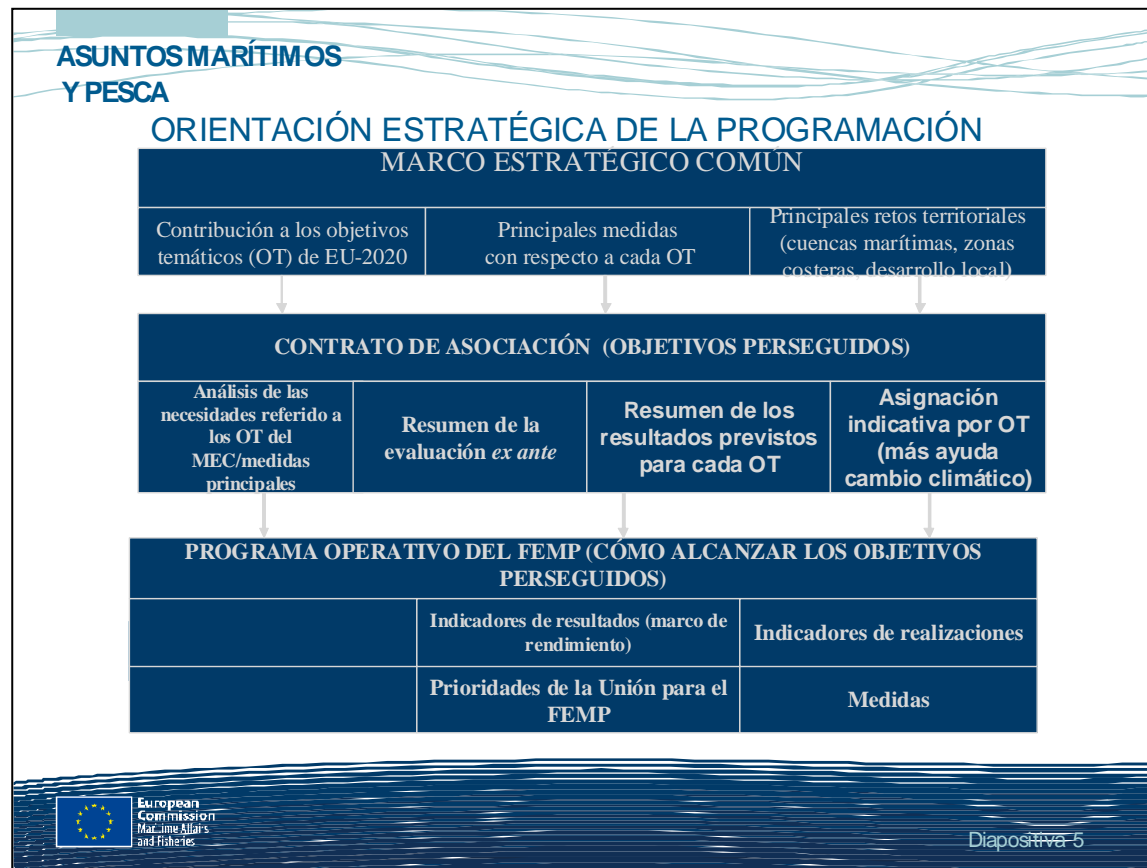 ASUNTOS MARÍTIMOS
Y PESCA
ORIENTACIÓN ESTRATÉGICA DE LA PROGRAMACIÓN
MARCO ESTRATÉGICO COMÚN
Contribución a los objetivos
temáticos (OT) de EU-2020
Principales medidas
con respecto a cada OT
Principales retos territoriales
(cuencas marítimas, zonas
costeras, desarrollo local)
CONTRATO DE ASOCIACIÓN (OBJETIVOS PERSEGUIDOS)
Análisis de las
necesidades referido a
los OT del
MEC/medidas
principales
Resumen de la
evaluación ex ante
Resumen de los
resultados previstos
para cada OT
Asignación
indicativa por OT
(más ayuda
cambio climático)
PROGRAMA OPERATIVO DEL FEMP (CÓMO ALCANZAR LOS OBJETIVOS
PERSEGUIDOS)
Indicadores de resultados (marco de
rendimiento)
Indicadores de realizaciones
Prioridades de la Unión para el
FEMP
Medidas
European
Commission
Maritime Affairs
and Fisheries
Diapositiva 5